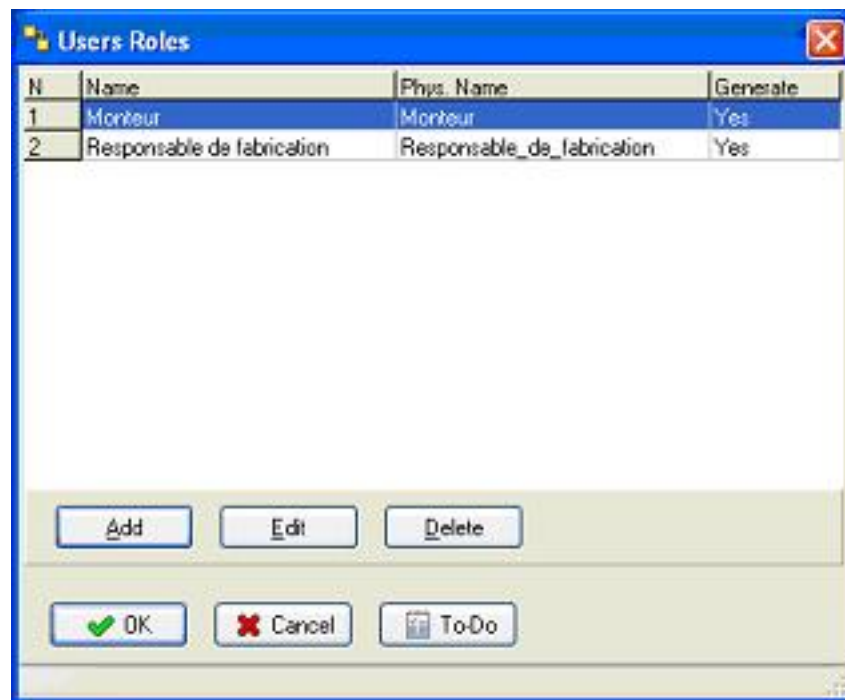 Users Roles
N Name Phys. Name Generate
1 Monteur Monteur Yes
2 Responsable de fabrication Responsable_de_fabrication Yes
Add Edit Delete
OK Cancel To-Do